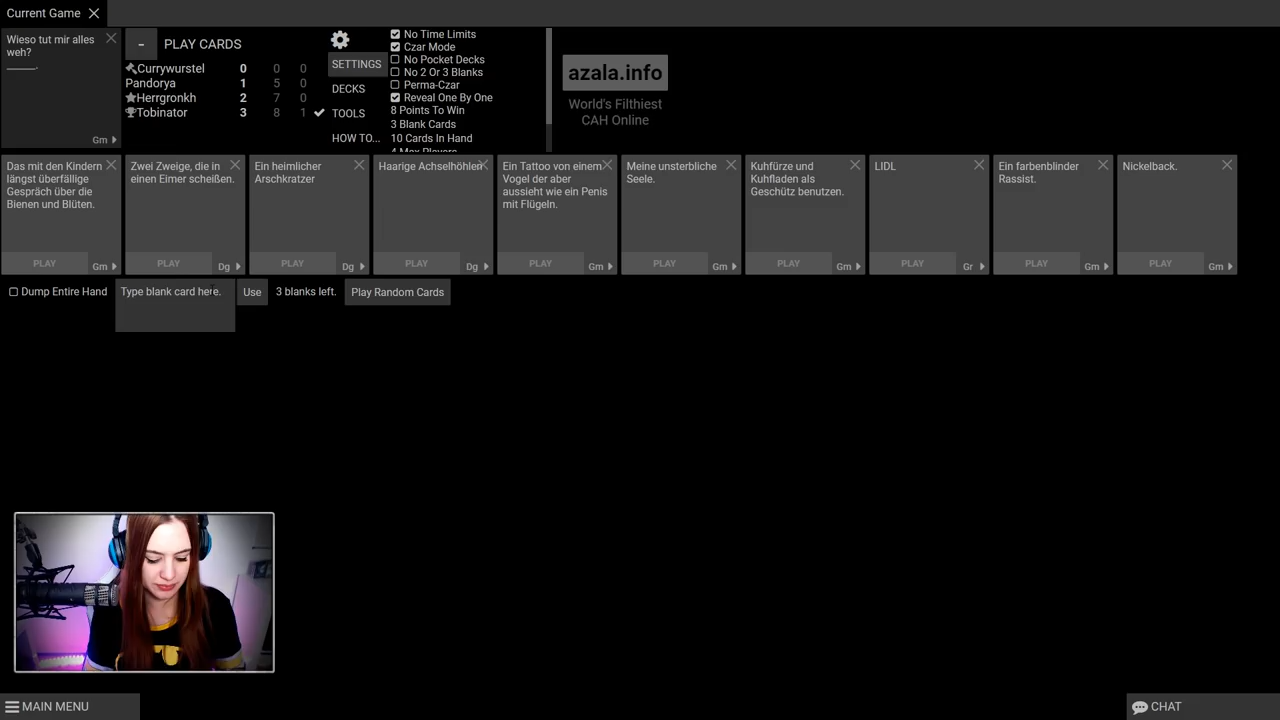 Current Game
Wieso tut mir alles
weh?
______.
Gm
- PLAY CARDS
Currywurstel 0 0 0
Pandorya 1 5 0
Herrgronkh 2 7 0
Tobinator 3 8 1
SETTINGS
DECKS
TOOLS
HOW TO...
No Time Limits
Czar Mode
No Pocket Decks
No 2 Or 3 Blanks
Perma-Czar
Reveal One By One
8 Points To Win
3 Blank Cards
10 Cards In Hand
4 Max Players
azala.info
World's Filthiest
CAH Online
Das mit den Kindern
längst überfällige
Gespräch über die
Bienen und Blüten.
PLAY Gm
Zwei Zweige, die in
einen Eimer scheißen.
PLAY Dg
Ein heimlicher
Arschkratzer
PLAY Dg
Haarige Achselhöhlen
PLAY Dg
Ein Tattoo von einem
Vogel der aber
aussieht wie ein Penis
mit Flügeln.
PLAY Gm
Meine unsterbliche
Seele.
PLAY Gm
Kuhfürze und
Kuhfladen als
Geschütz benutzen.
PLAY Gm
LIDL
PLAY Gr
Ein farbenblinder
Rassist.
PLAY Gm
Nickelback.
PLAY Gm
Dump Entire Hand
Type blank card here.
Use
3 blanks left.
Play Random Cards
MAIN MENU
CHAT